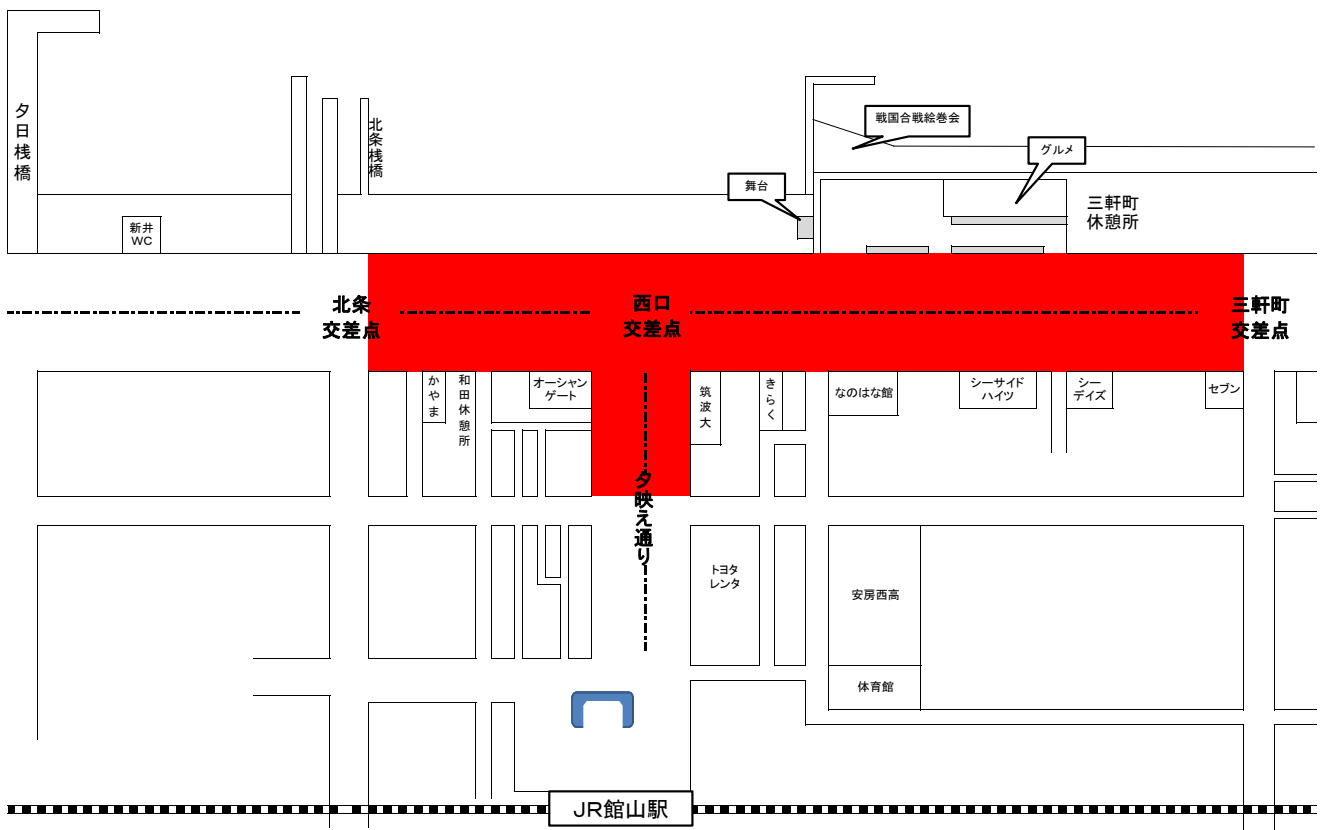 夕日桟橋
北条桟橋
戦国合戦絵巻会
グルメ
舞台
三軒町
休憩所
新井
WC
北条
交差点
西口
交差点
三軒町
交差点
かやま
和田休憩所
オーシャン
ゲート
筑波大
きらく
なのはな館
シーサイド
ハイツ
シー
デイズ
セブン
夕映え通り
トヨタ
レンタ
安房西高
体育館
JR館山駅